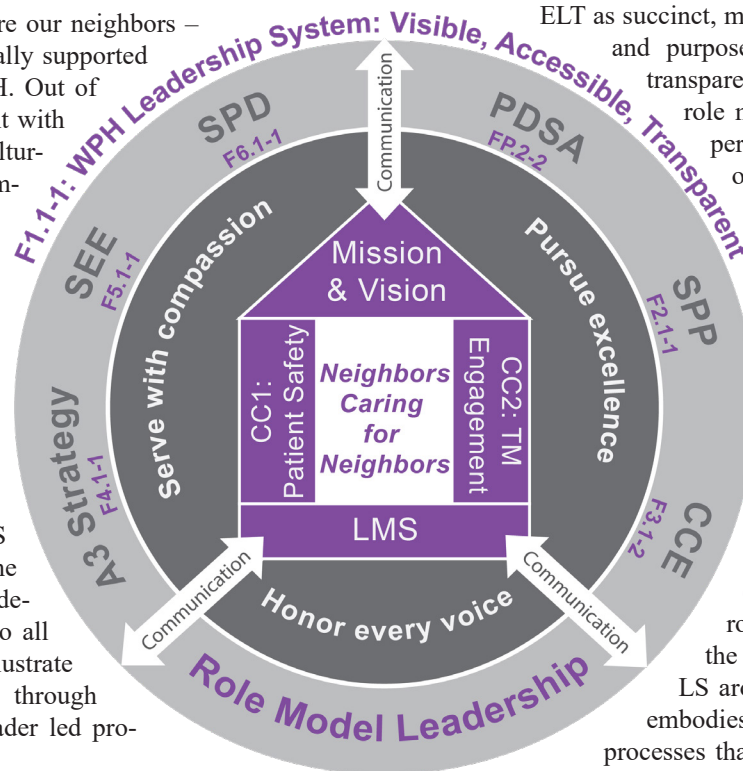 re our neighbors –
ally supported
H. Out of
t with
ltur-
m-
ELT as succinct, m
and purpose
transpare
role m
per
o
F1.1-1: WPH Leadership System: Visible, Accessible, Transparent
SPD
F6.1-1
Communication
PDSA
FP.2-2
SEE
F5.1-1
SPP
F2.1-1
Serve with compassion
Pursue excellence
Mission
& Vision
CC1:
Patient Safety
Neighbors
Caring
for
Neighbors
CC2: TM
Engagement
LMS
A3 Strategy
F4.1-1
CCE
F3.1-2
Communication
Communication
Honor every voice
Role Model Leadership
S
ne
de-
o all
lustrate
through
ader led pro-
ro
the
LS are
embodies
processes tha